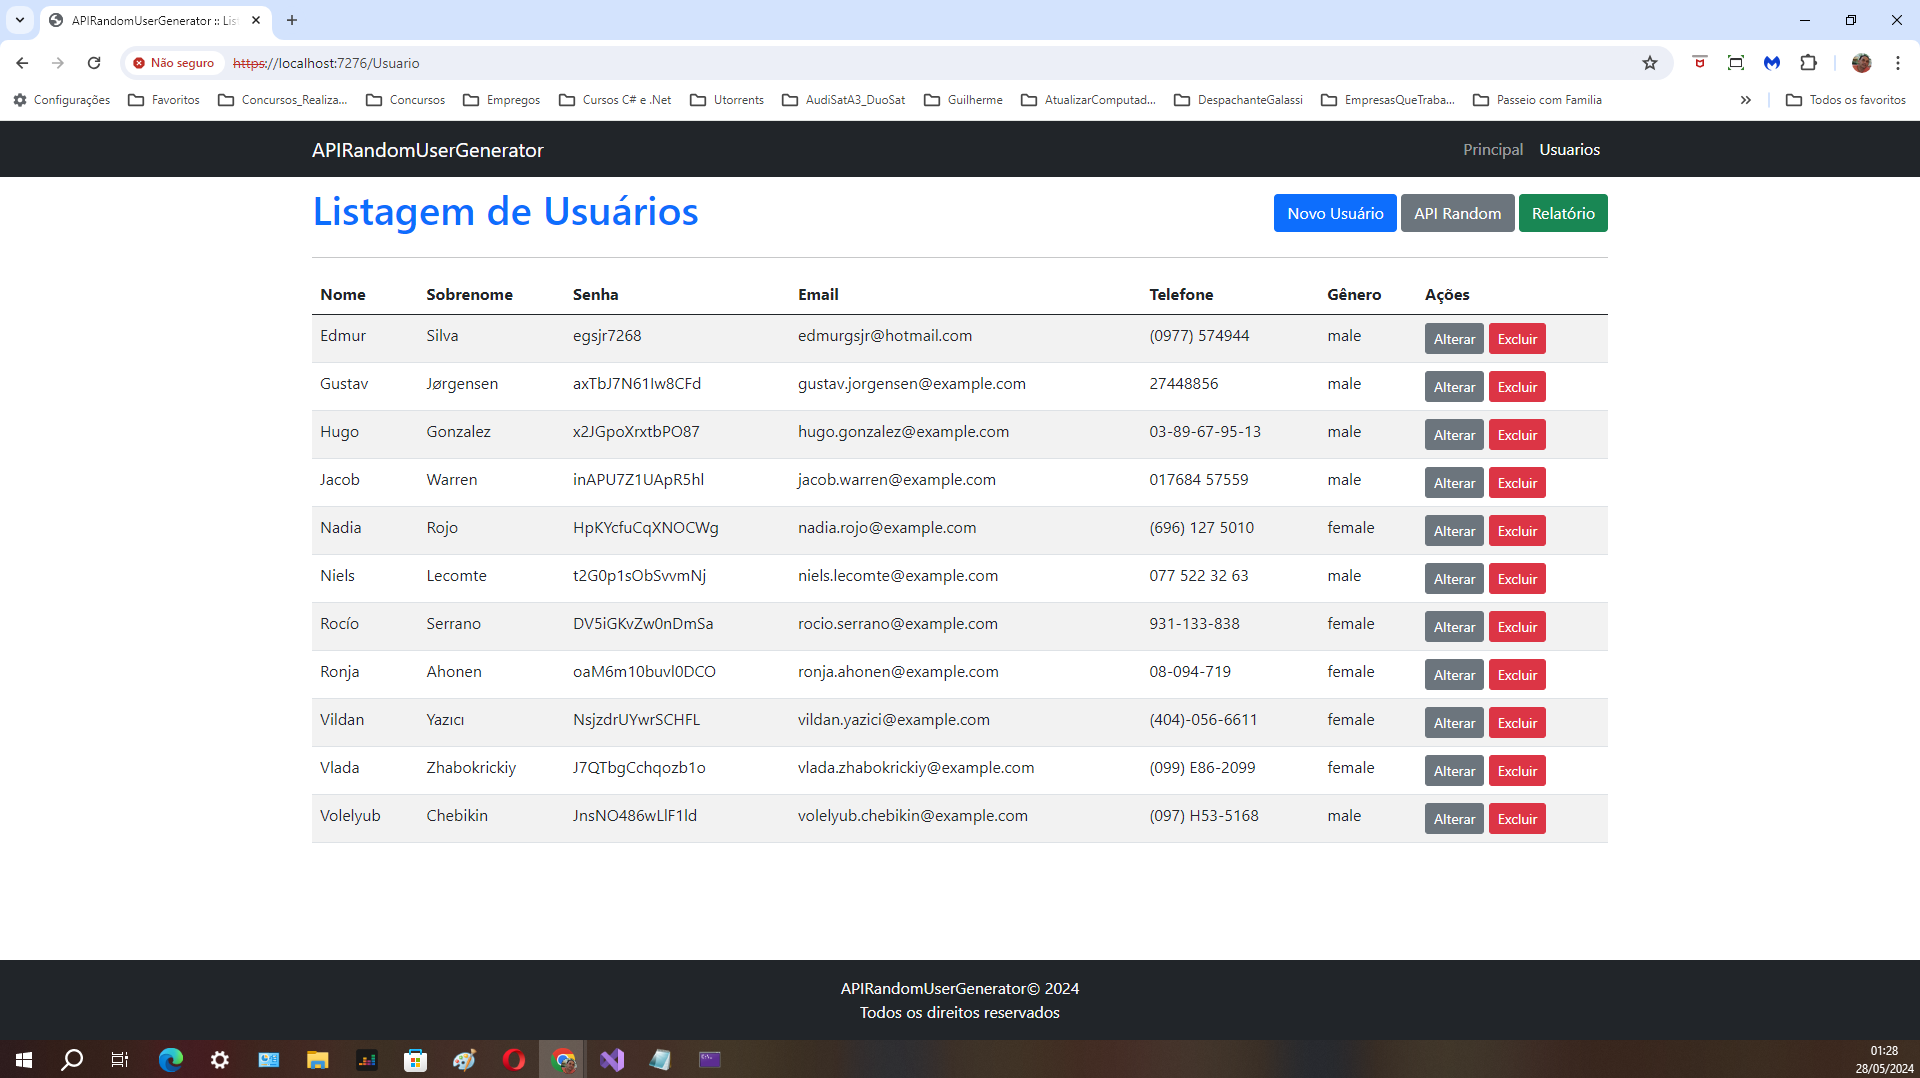 APIRandomUserGenerator :: Lis
Não seguro https://localhost:7276/Usuario
Configurações Favoritos Concursos_Realiza... Concursos Empregos Cursos C# e .Net Utorrents AudiSatA3_DuoSat Guilherme AtualizarComputad... DespachanteGalassi EmpresasQueTraba... Passeio com Familia » Todos os favoritos
APIRandomUserGenerator Principal Usuarios
Listagem de Usuários Novo Usuário API Random Relatório
Nome Sobrenome Senha Email Telefone Gênero Ações
Edmur Silva egsjr7268 edmurgsjr@hotmail.com (0977) 574944 male Alterar Excluir
Gustav Jørgensen axTbJ7N61Iw8CFd gustav.jorgensen@example.com 27448856 male Alterar Excluir
Hugo Gonzalez x2JGpoXrxtbPO87 hugo.gonzalez@example.com 03-89-67-95-13 male Alterar Excluir
Jacob Warren inAPU7Z1UApR5hl jacob.warren@example.com 017684 57559 male Alterar Excluir
Nadia Rojo HpKYcfuCqXNOCWg nadia.rojo@example.com (696) 127 5010 female Alterar Excluir
Niels Lecomte t2G0p1sObSvvmNj niels.lecomte@example.com 077 522 32 63 male Alterar Excluir
Rocío Serrano DV5iGKvZw0nDmSa rocio.serrano@example.com 931-133-838 female Alterar Excluir
Ronja Ahonen oaM6m10buvl0DCO ronja.ahonen@example.com 08-094-719 female Alterar Excluir
Vildan Yazıcı NsjzdrUYwrSCHFL vildan.yazici@example.com (404)-056-6611 female Alterar Excluir
Vlada Zhabokrickiy J7QTbgCchqozb1o vlada.zhabokrickiy@example.com (099) E86-2099 female Alterar Excluir
Volelyub Chebikin JnsNO486wLlF1ld volelyub.chebikin@example.com (097) H53-5168 male Alterar Excluir
APIRandomUserGenerator© 2024
Todos os direitos reservados
01:28
28/05/2024